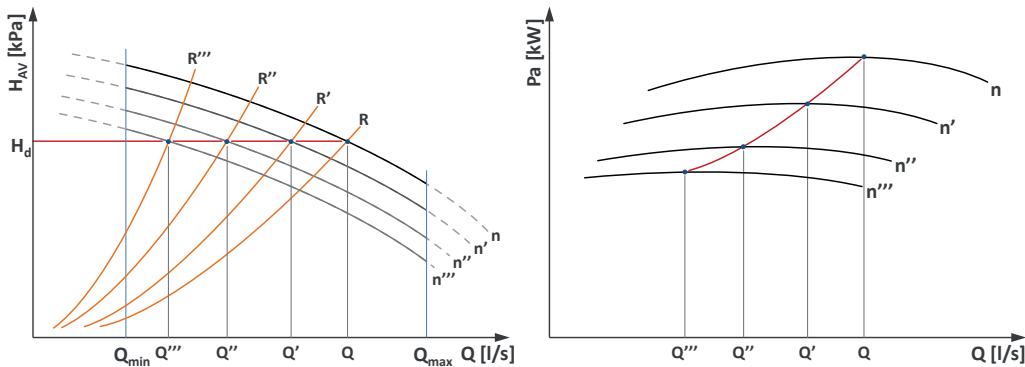 H_AV [kPa]
R′′′
R′′
R′
R
H_d
n
n′
n′′
n′′′
Q_min Q′′′ Q′′ Q′ Q Q_max Q [l/s]
Pa [kW]
n
n′
n′′
n′′′
Q′′′ Q′′ Q′ Q Q [l/s]